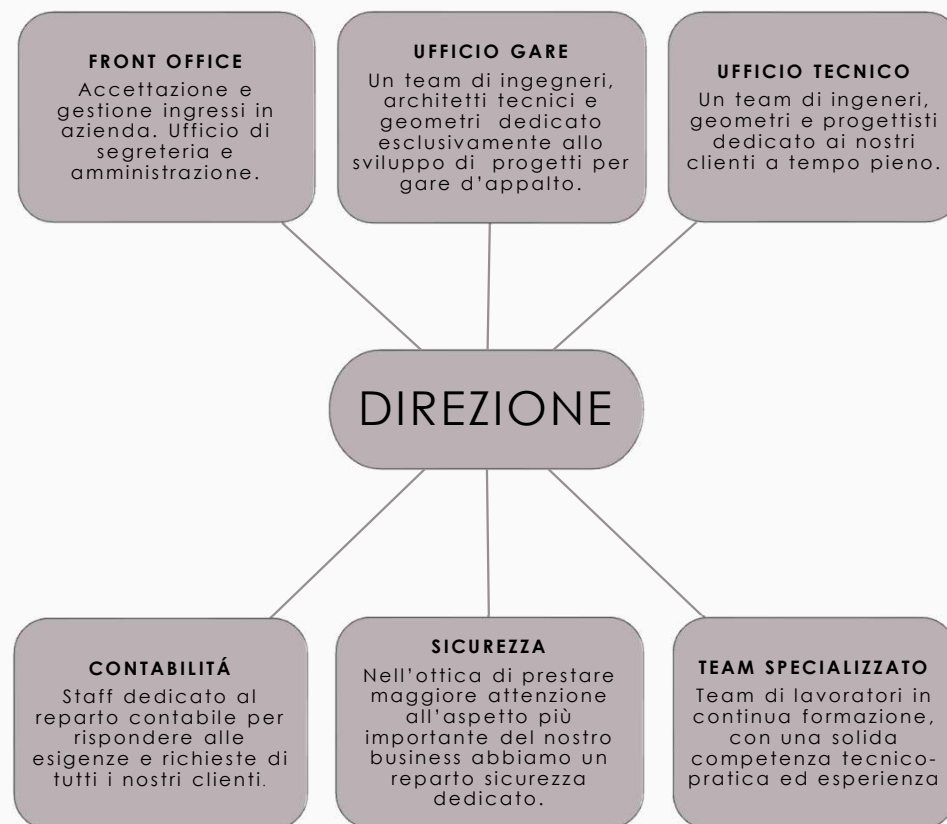 FRONT OFFICE
Accettazione e
gestione ingressi in
azienda. Ufficio di
segreteria e
amministrazione.
UFFICIO GARE
Un team di ingegneri,
architetti tecnici e
geometri dedicato
esclusivamente allo
sviluppo di progetti per
gare d'appalto.
UFFICIO TECNICO
Un team di ingeneri,
geometri e progettisti
dedicato ai nostri
clienti a tempo pieno.
DIREZIONE
CONTABILITÁ
Staff dedicato al
reparto contabile per
rispondere alle
esigenze e richieste di
tutti i nostri clienti.
SICUREZZA
Nell'ottica di prestare
maggiore attenzione
all'aspetto più
importante del nostro
business abbiamo un
reparto sicurezza
dedicato.
TEAM SPECIALIZZATO
Team di lavoratori in
continua formazione,
con una solida
competenza tecnico-
pratica ed esperienza